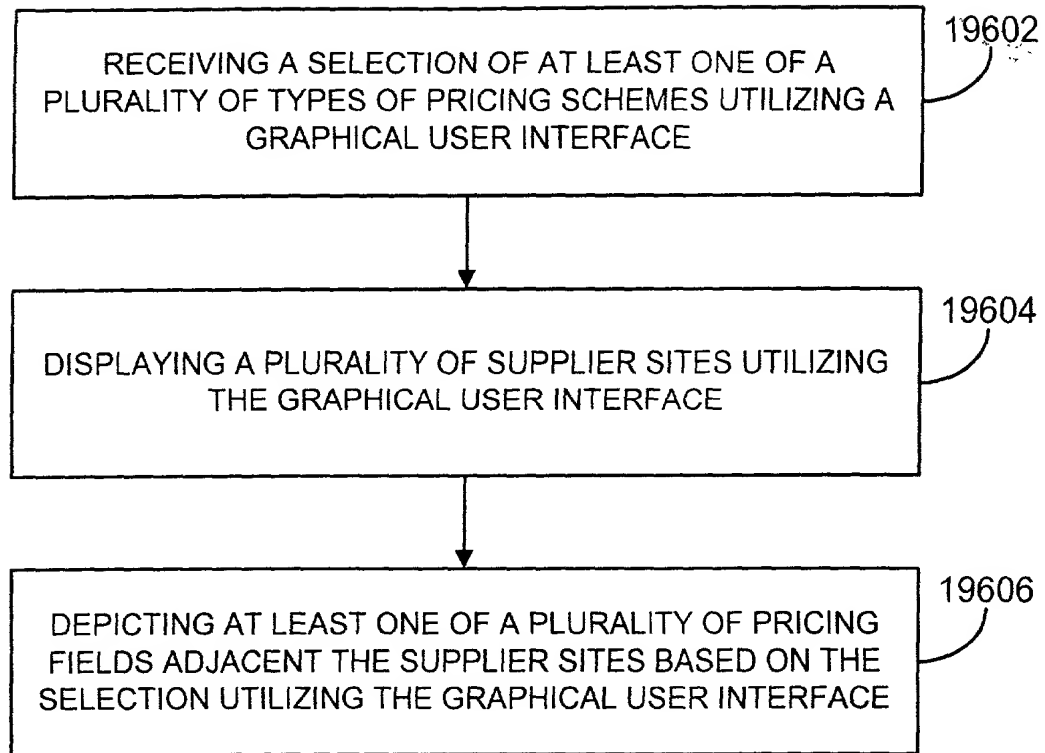 19602
RECEIVING A SELECTION OF AT LEAST ONE OF A
PLURALITY OF TYPES OF PRICING SCHEMES UTILIZING A
GRAPHICAL USER INTERFACE
19604
DISPLAYING A PLURALITY OF SUPPLIER SITES UTILIZING
THE GRAPHICAL USER INTERFACE
19606
DEPICTING AT LEAST ONE OF A PLURALITY OF PRICING
FIELDS ADJACENT THE SUPPLIER SITES BASED ON THE
SELECTION UTILIZING THE GRAPHICAL USER INTERFACE